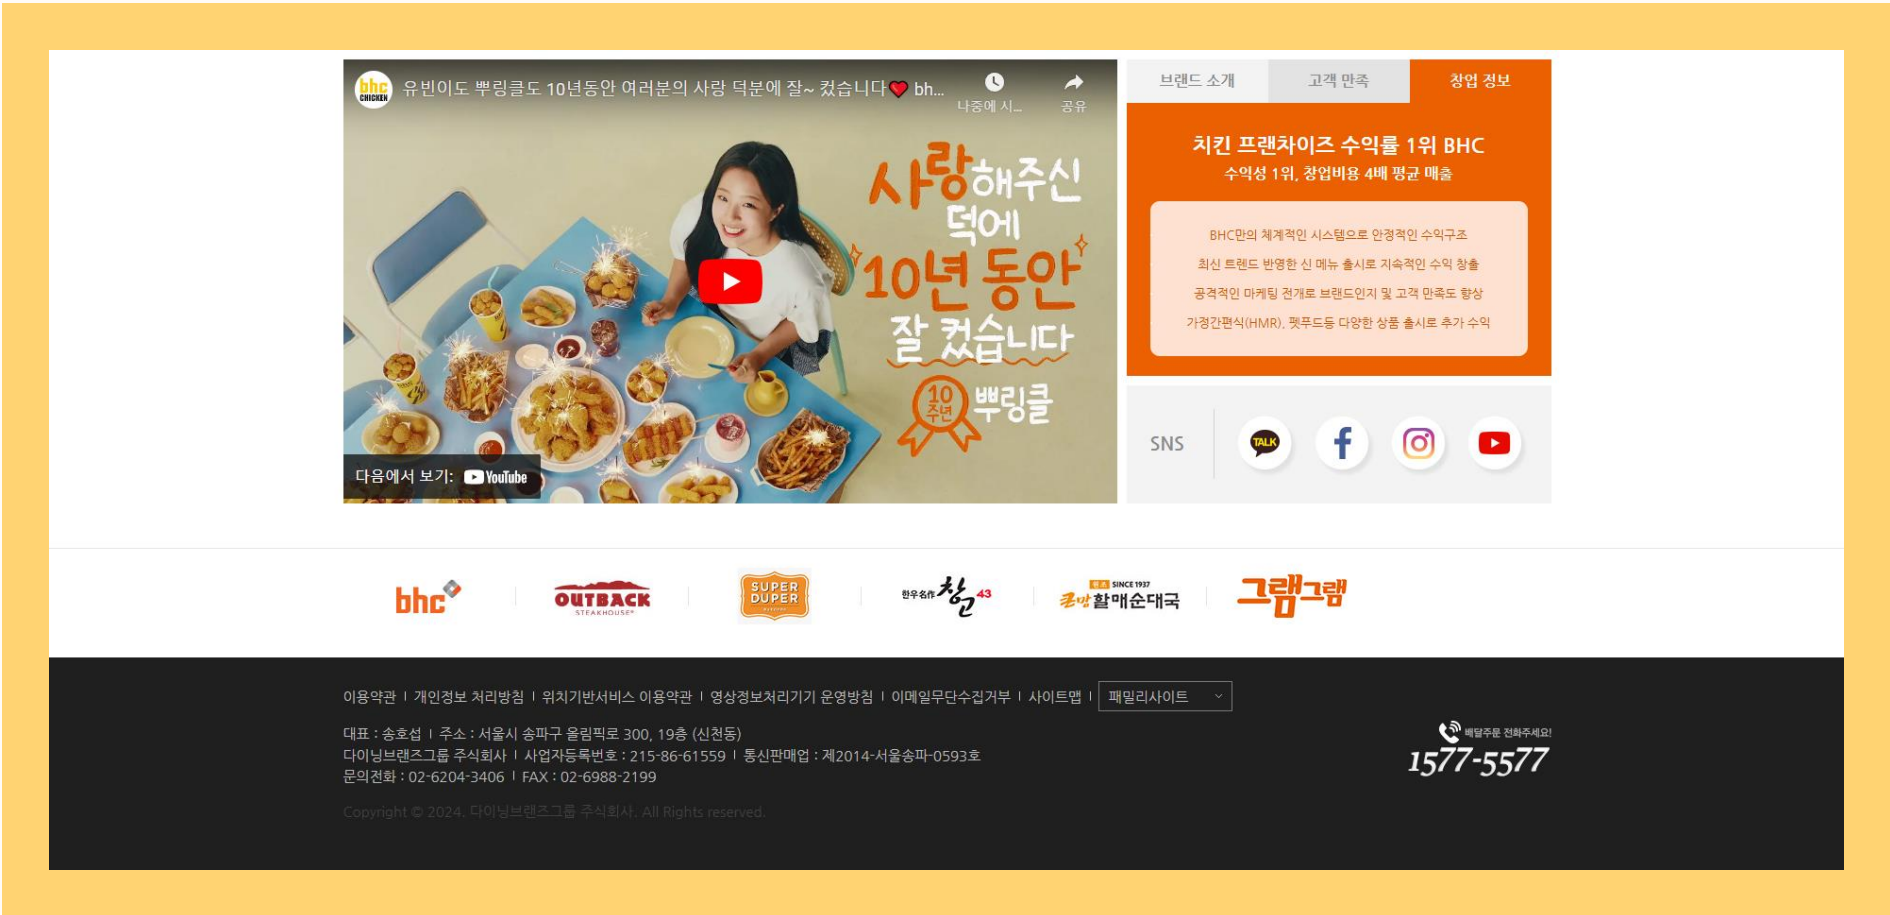 bhc
CHICKEN
유빈이도 뿌링클도 10년동안 여러분의 사랑 덕분에 잘~ 컸습니다❤ bh...
나중에 시...
공유
사랑해주신
덕에
10년 동안
잘 컸습니다
10
주년
뿌링클
다음에서 보기: YouTube
브랜드 소개
고객 만족
창업 정보
치킨 프랜차이즈 수익률 1위 BHC
수익성 1위, 창업비용 4배 평균 매출
BHC만의 체계적인 시스템으로 안정적인 수익구조
최신 트렌드 반영한 신 메뉴 출시로 지속적인 수익 창출
공격적인 마케팅 전개로 브랜드인지 및 고객 만족도 향상
가정간편식(HMR), 펫푸드등 다양한 상품 출시로 추가 수익
SNS
TALK
bhc
OUTBACK
STEAKHOUSE
SUPER
DUPER
한우名作 창고 43
원조 SINCE 1937
큰맘할매순대국
그램그램
이용약관 | 개인정보 처리방침 | 위치기반서비스 이용약관 | 영상정보처리기기 운영방침 | 이메일무단수집거부 | 사이트맵 | 패밀리사이트
대표 : 송호섭 | 주소 : 서울시 송파구 올림픽로 300, 19층 (신천동)
다이닝브랜즈그룹 주식회사 | 사업자등록번호 : 215-86-61559 | 통신판매업 : 제2014-서울송파-0593호
문의전화 : 02-6204-3406 | FAX : 02-6988-2199
Copyright © 2024, 다이닝브랜즈그룹 주식회사. All Rights reserved.
배달주문 전화주세요!
1577-5577